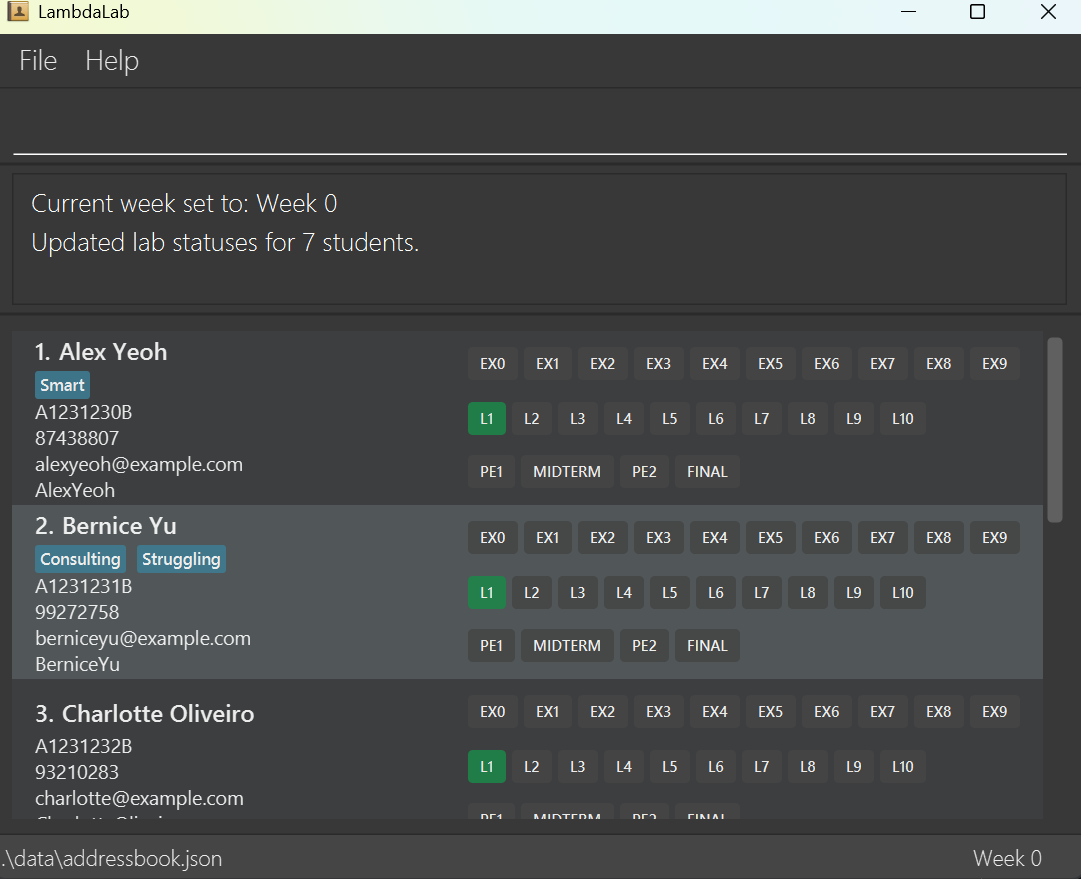 LambdaLab
File Help
Current week set to: Week 0
Updated lab statuses for 7 students.
1. Alex Yeoh
Smart
A1231230B
87438807
alexyeoh@example.com
AlexYeoh
EX0 EX1 EX2 EX3 EX4 EX5 EX6 EX7 EX8 EX9
L1 L2 L3 L4 L5 L6 L7 L8 L9 L10
PE1 MIDTERM PE2 FINAL
2. Bernice Yu
Consulting Struggling
A1231231B
99272758
berniceyu@example.com
BerniceYu
EX0 EX1 EX2 EX3 EX4 EX5 EX6 EX7 EX8 EX9
L1 L2 L3 L4 L5 L6 L7 L8 L9 L10
PE1 MIDTERM PE2 FINAL
3. Charlotte Oliveiro
A1231232B
93210283
charlotte@example.com
EX0 EX1 EX2 EX3 EX4 EX5 EX6 EX7 EX8 EX9
L1 L2 L3 L4 L5 L6 L7 L8 L9 L10
PE1 MIDTERM PE2 FINAL
.\data\addressbook.json
Week 0